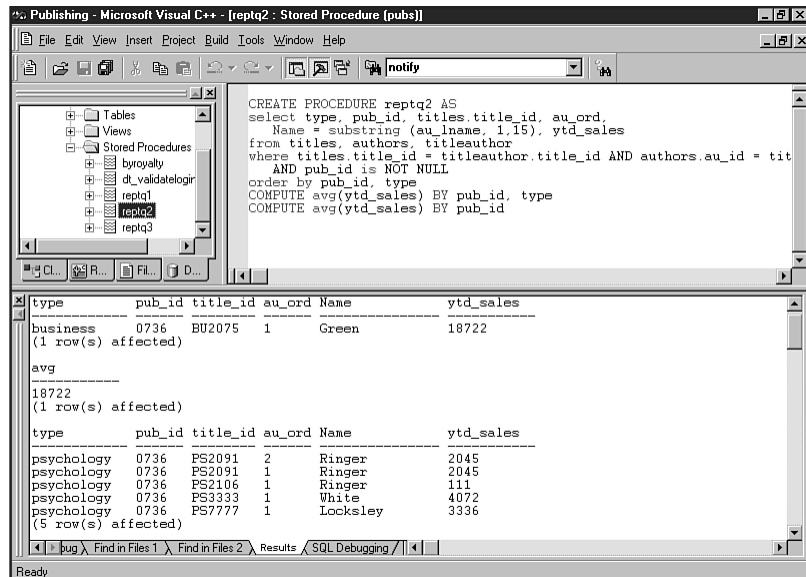 Publishing - Microsoft Visual C++ - [reptq2 : Stored Procedure (pubs)]
File Edit View Insert Project Build Tools Window Help
notify
Tables
Views
Stored Procedures
byroyalty
dt_validatelogin
reptq1
reptq2
reptq3
Cl... R... Fil... D...
CREATE PROCEDURE reptq2 AS
select type, pub_id, titles.title_id, au_ord,
Name = substring (au_lname, 1,15), ytd_sales
from titles, authors, titleauthor
where titles.title_id = titleauthor.title_id AND authors.au_id = tit
AND pub_id is NOT NULL
order by pub_id, type
COMPUTE avg(ytd_sales) BY pub_id, type
COMPUTE avg(ytd_sales) BY pub_id
type pub_id title_id au_ord Name ytd_sales
business 0736 BU2075 1 Green 18722
(1 row(s) affected)
avg
18722
(1 row(s) affected)
type pub_id title_id au_ord Name ytd_sales
psychology 0736 PS2091 2 Ringer 2045
psychology 0736 PS2091 1 Ringer 2045
psychology 0736 PS2106 1 Ringer 111
psychology 0736 PS3333 1 White 4072
psychology 0736 PS7777 1 Locksley 3336
(5 row(s) affected)
bug Find in Files 1 Find in Files 2 Results SQL Debugging
Ready